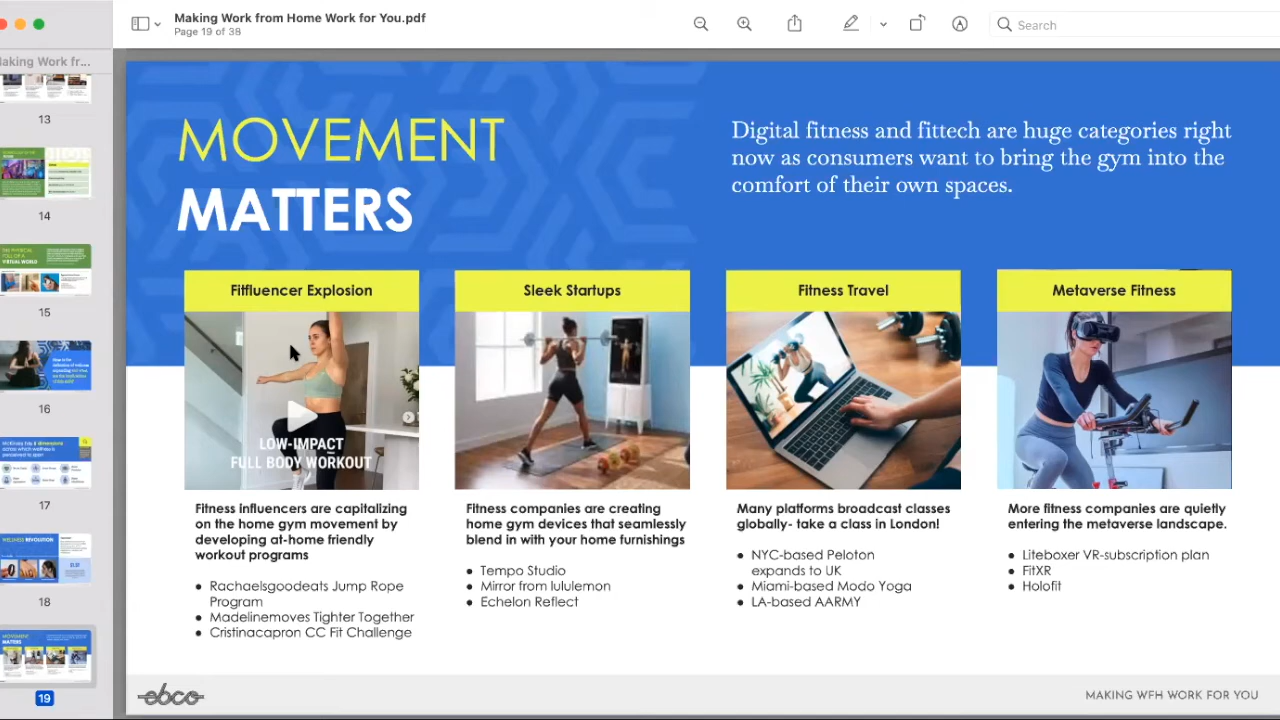 Making Work from Home Work for You.pdf
Page 19 of 38
Search
Making Work fr...
13
14
15
16
17
18
19
MOVEMENT
MATTERS
Digital fitness and fittech are huge categories right
now as consumers want to bring the gym into the
comfort of their own spaces.
Fitfluencer Explosion
LOW-IMPACT
FULL BODY WORKOUT
Fitness influencers are capitalizing
on the home gym movement by
developing at-home friendly
workout programs
● Rachaelsgoodeats Jump Rope
Program
● Madelinemoves Tighter Together
● Cristinacapron CC Fit Challenge
Sleek Startups
Fitness companies are creating
home gym devices that seamlessly
blend in with your home furnishings
● Tempo Studio
● Mirror from lululemon
● Echelon Reflect
Fitness Travel
Many platforms broadcast classes
globally- take a class in London!
● NYC-based Peloton
expands to UK
● Miami-based Modo Yoga
● LA-based AARMY
Metaverse Fitness
More fitness companies are quietly
entering the metaverse landscape.
● Liteboxer VR-subscription plan
● FitXR
● Holofit
ebco
MAKING WFH WORK FOR YOU